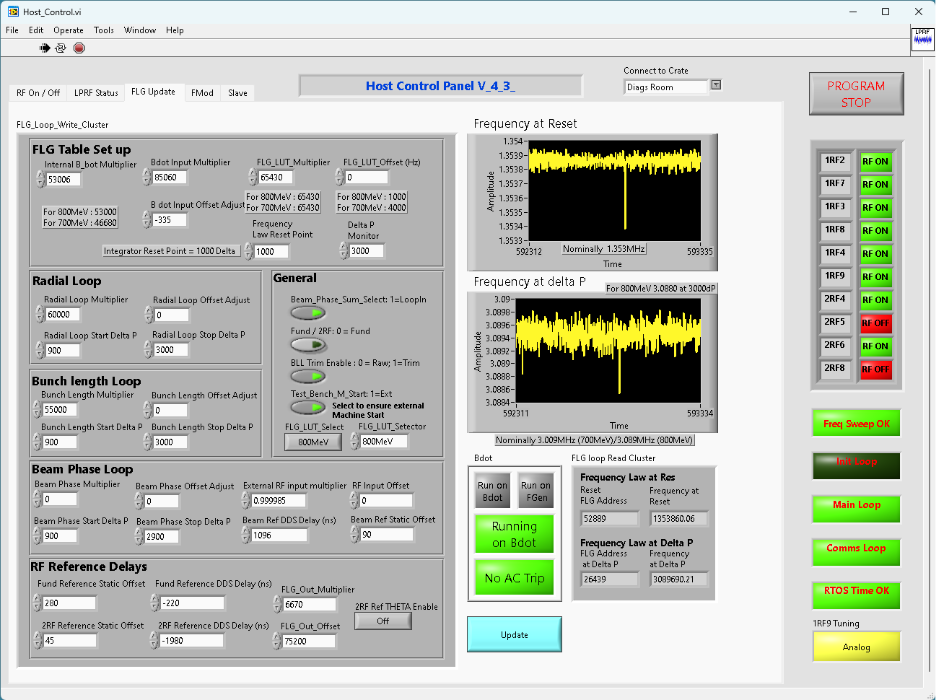 Host_Control.vi
File Edit Operate Tools Window Help
LPRF
Connect to Crate
Host Control Panel V_4_3_
Diags Room
PROGRAM
STOP
RF On / Off LPRF Status FLG Update FMod Slave
FLG_Loop_Write_Cluster
FLG Table Set up
Internal B_bot Multiplier
53006
Bdot Input Multiplier
85060
FLG_LUT_Multiplier
65430
FLG_LUT_Offset (Hz)
0
For 800MeV : 53000
For 700MeV : 46680
B dot Input Offset Adjust
-335
For 800MeV : 65430
For 700MeV : 65430
For 800MeV : 1000
For 700MeV : 4000
Integrator Reset Point = 1000 Delta
Frequency
Law Reset Point
1000
Delta P
Monitor
3000
Radial Loop
Radial Loop Multiplier
60000
Radial Loop Offset Adjust
0
Radial Loop Start Delta P
900
Radial Loop Stop Delta P
3000
Bunch length Loop
Bunch Length Multiplier
55000
Bunch Length Offset Adjust
0
Bunch Length Start Delta P
900
Bunch Length Stop Delta P
3000
General
Beam_Phase_Sum_Select: 1=LoopIn
Fund / 2RF: 0 = Fund
BLL Trim Enable : 0 = Raw; 1=Trim
Test_Bench_M_Start: 1=Ext
Select to ensure external
Machine Start
FLG_LUT_Select
800MeV
FLG_LUT_Selector
800MeV
Beam Phase Loop
Beam Phase Multiplier
0
Beam Phase Offset Adjust
0
External RF input multiplier
0.999985
RF Input Offset
0
Beam Phase Start Delta P
900
Beam Phase Stop Delta P
2900
Beam Ref DDS Delay (ns)
1096
Beam Ref Static Offset
90
RF Reference Delays
Fund Reference Static Offset
280
Fund Reference DDS Delay (ns)
-220
FLG_Out_Multiplier
6670
2RF Ref THETA Enable
Off
2RF Reference Static Offset
45
2RF Reference DDS Delay (ns)
-1980
FLG_Out_Offset
75200
Frequency at Reset
Amplitude
1.354
1.3539
1.3538
1.3537
1.3535
1.3534
1.3533
592312
593335
Nominally 1.353MHz
Time
Frequency at delta P
For 800MeV 3.0880 at 3000dP
Amplitude
3.09
3.0898
3.0896
3.0894
3.0892
3.089
3.0888
3.0886
3.0884
592311
593334
Time
Nominally 3.009MHz (700MeV)/3.089MHz (800MeV)
Bdot
Run on
Bdot
Run on
FGen
Running
on Bdot
No AC Trip
Update
FLG loop Read Cluster
Frequency Law at Res
Reset
FLG Address
52889
Frequency at
Reset
1353860.06
Frequency Law at Delta P
FLG Address
at Delta P
26439
Frequency
at Delta P
3089690.21
1RF2 RF ON
1RF7 RF ON
1RF3 RF ON
1RF8 RF ON
1RF4 RF ON
1RF9 RF ON
2RF4 RF ON
2RF5 RF OFF
2RF6 RF ON
2RF8 RF OFF
Freq Sweep OK
Init Loop
Main Loop
Comms Loop
RTOS Time OK
1RF9 Tuning
Analog